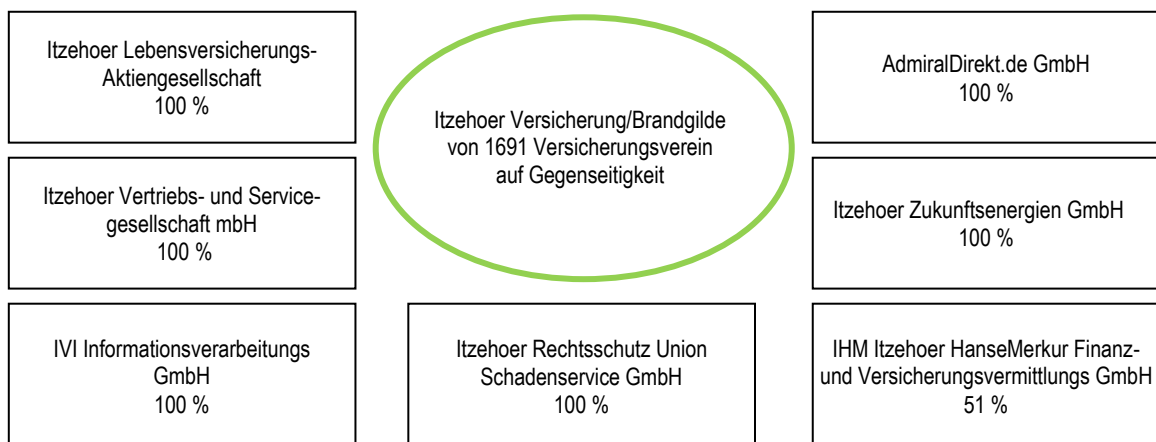 Itzehoer Lebensversicherungs-
Aktiengesellschaft
100 %
Itzehoer Versicherung/Brandgilde
von 1691 Versicherungsverein
auf Gegenseitigkeit
AdmiralDirekt.de GmbH
100 %
Itzehoer Vertriebs- und Service-
gesellschaft mbH
100 %
Itzehoer Zukunftsenergien GmbH
100 %
IVI Informationsverarbeitungs
GmbH
100 %
Itzehoer Rechtsschutz Union
Schadenservice GmbH
100 %
IHM Itzehoer HanseMerkur Finanz-
und Versicherungsvermittlungs GmbH
51 %